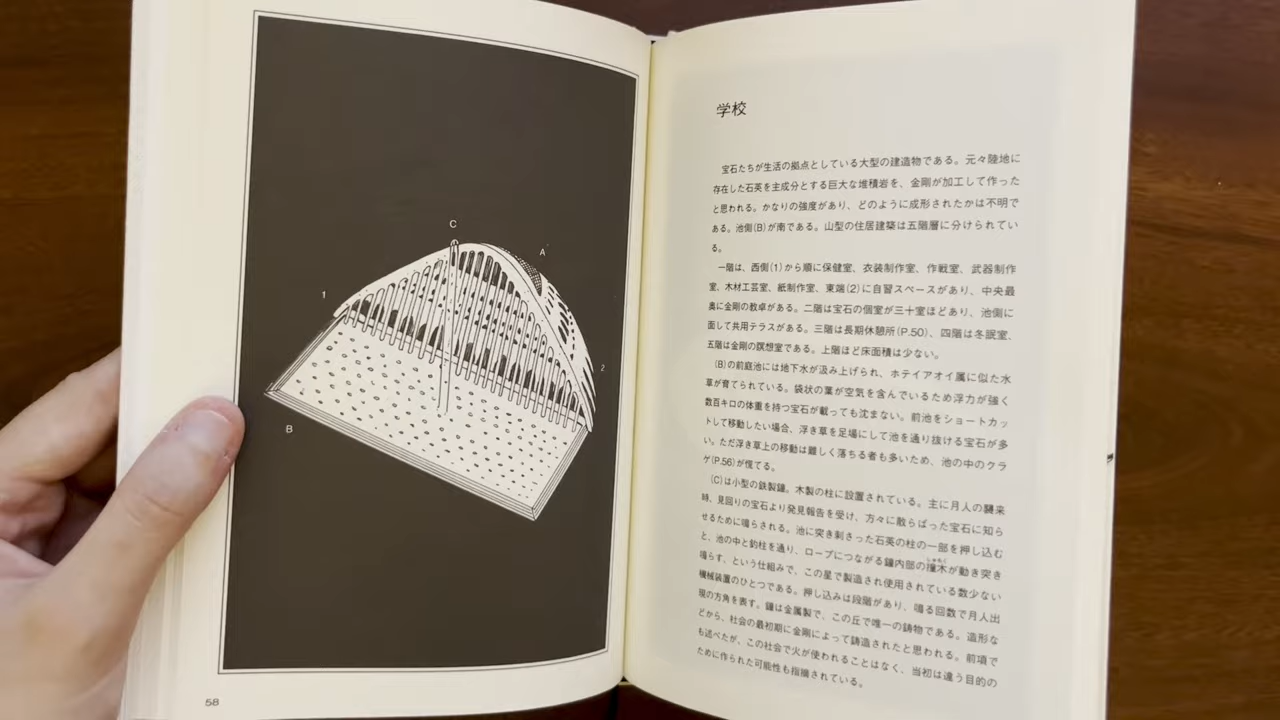 C
A
1
2
B
58
学校
宝石たちが生活の拠点としている大型の建造物である。元々陸地に
存在した石英を主成分とする巨大な堆積岩を、金剛が加工して作った
と思われる。かなりの強度があり、どのように成形されたかは不明で
ある。池側(B)が南である。山型の住居建築は五階層に分けられてい
る。
一階は、西側(1)から順に保健室、衣装制作室、作戦室、武器制作
室、木材工芸室、紙制作室、東端(2)に自習スペースがあり、中央最
奥に金剛の教卓がある。二階は宝石の個室が三十室ほどあり、池側に
面して共用テラスがある。三階は長期休憩所(P.50)、四階は冬眠室、
五階は金剛の瞑想室である。上階ほど床面積は少ない。
(B)の前庭池には地下水が汲み上げられ、ホテイアオイ属に似た水
草が育てられている。袋状の葉が空気を含んでいるため浮力が強く
数百キロの体重を持つ宝石が載っても沈まない。前池をショートカッ
トして移動したい場合、浮き草を足場にして池を通り抜ける宝石が多
い。ただ浮き草上の移動は難しく落ちる者も多いため、池の中のクラ
ゲ(P.56)が慌てる。
(C)は小型の鉄製鐘。木製の柱に設置されている。主に月人の襲来
時、見回りの宝石より発見報告を受け、方々に散らばった宝石に知ら
せるために鳴らされる。池に突き刺さった石英の柱の一部を押し込む
と、池の中と釣柱を通り、ロープにつながる鐘内部の撞木が動き突き
鳴らす、という仕組みで、この星で製造され使用されている数少ない
機械装置のひとつである。押し込みは段階があり、鳴る回数で月人出
現の方角を表す。鐘は金属製で、この丘で唯一の鋳物である。造形な
どから、社会の最初期に金剛によって鋳造されたと思われる。前項で
も述べたが、この社会で火が使われることはなく、当初は違う目的の
ために作られた可能性も指摘されている。